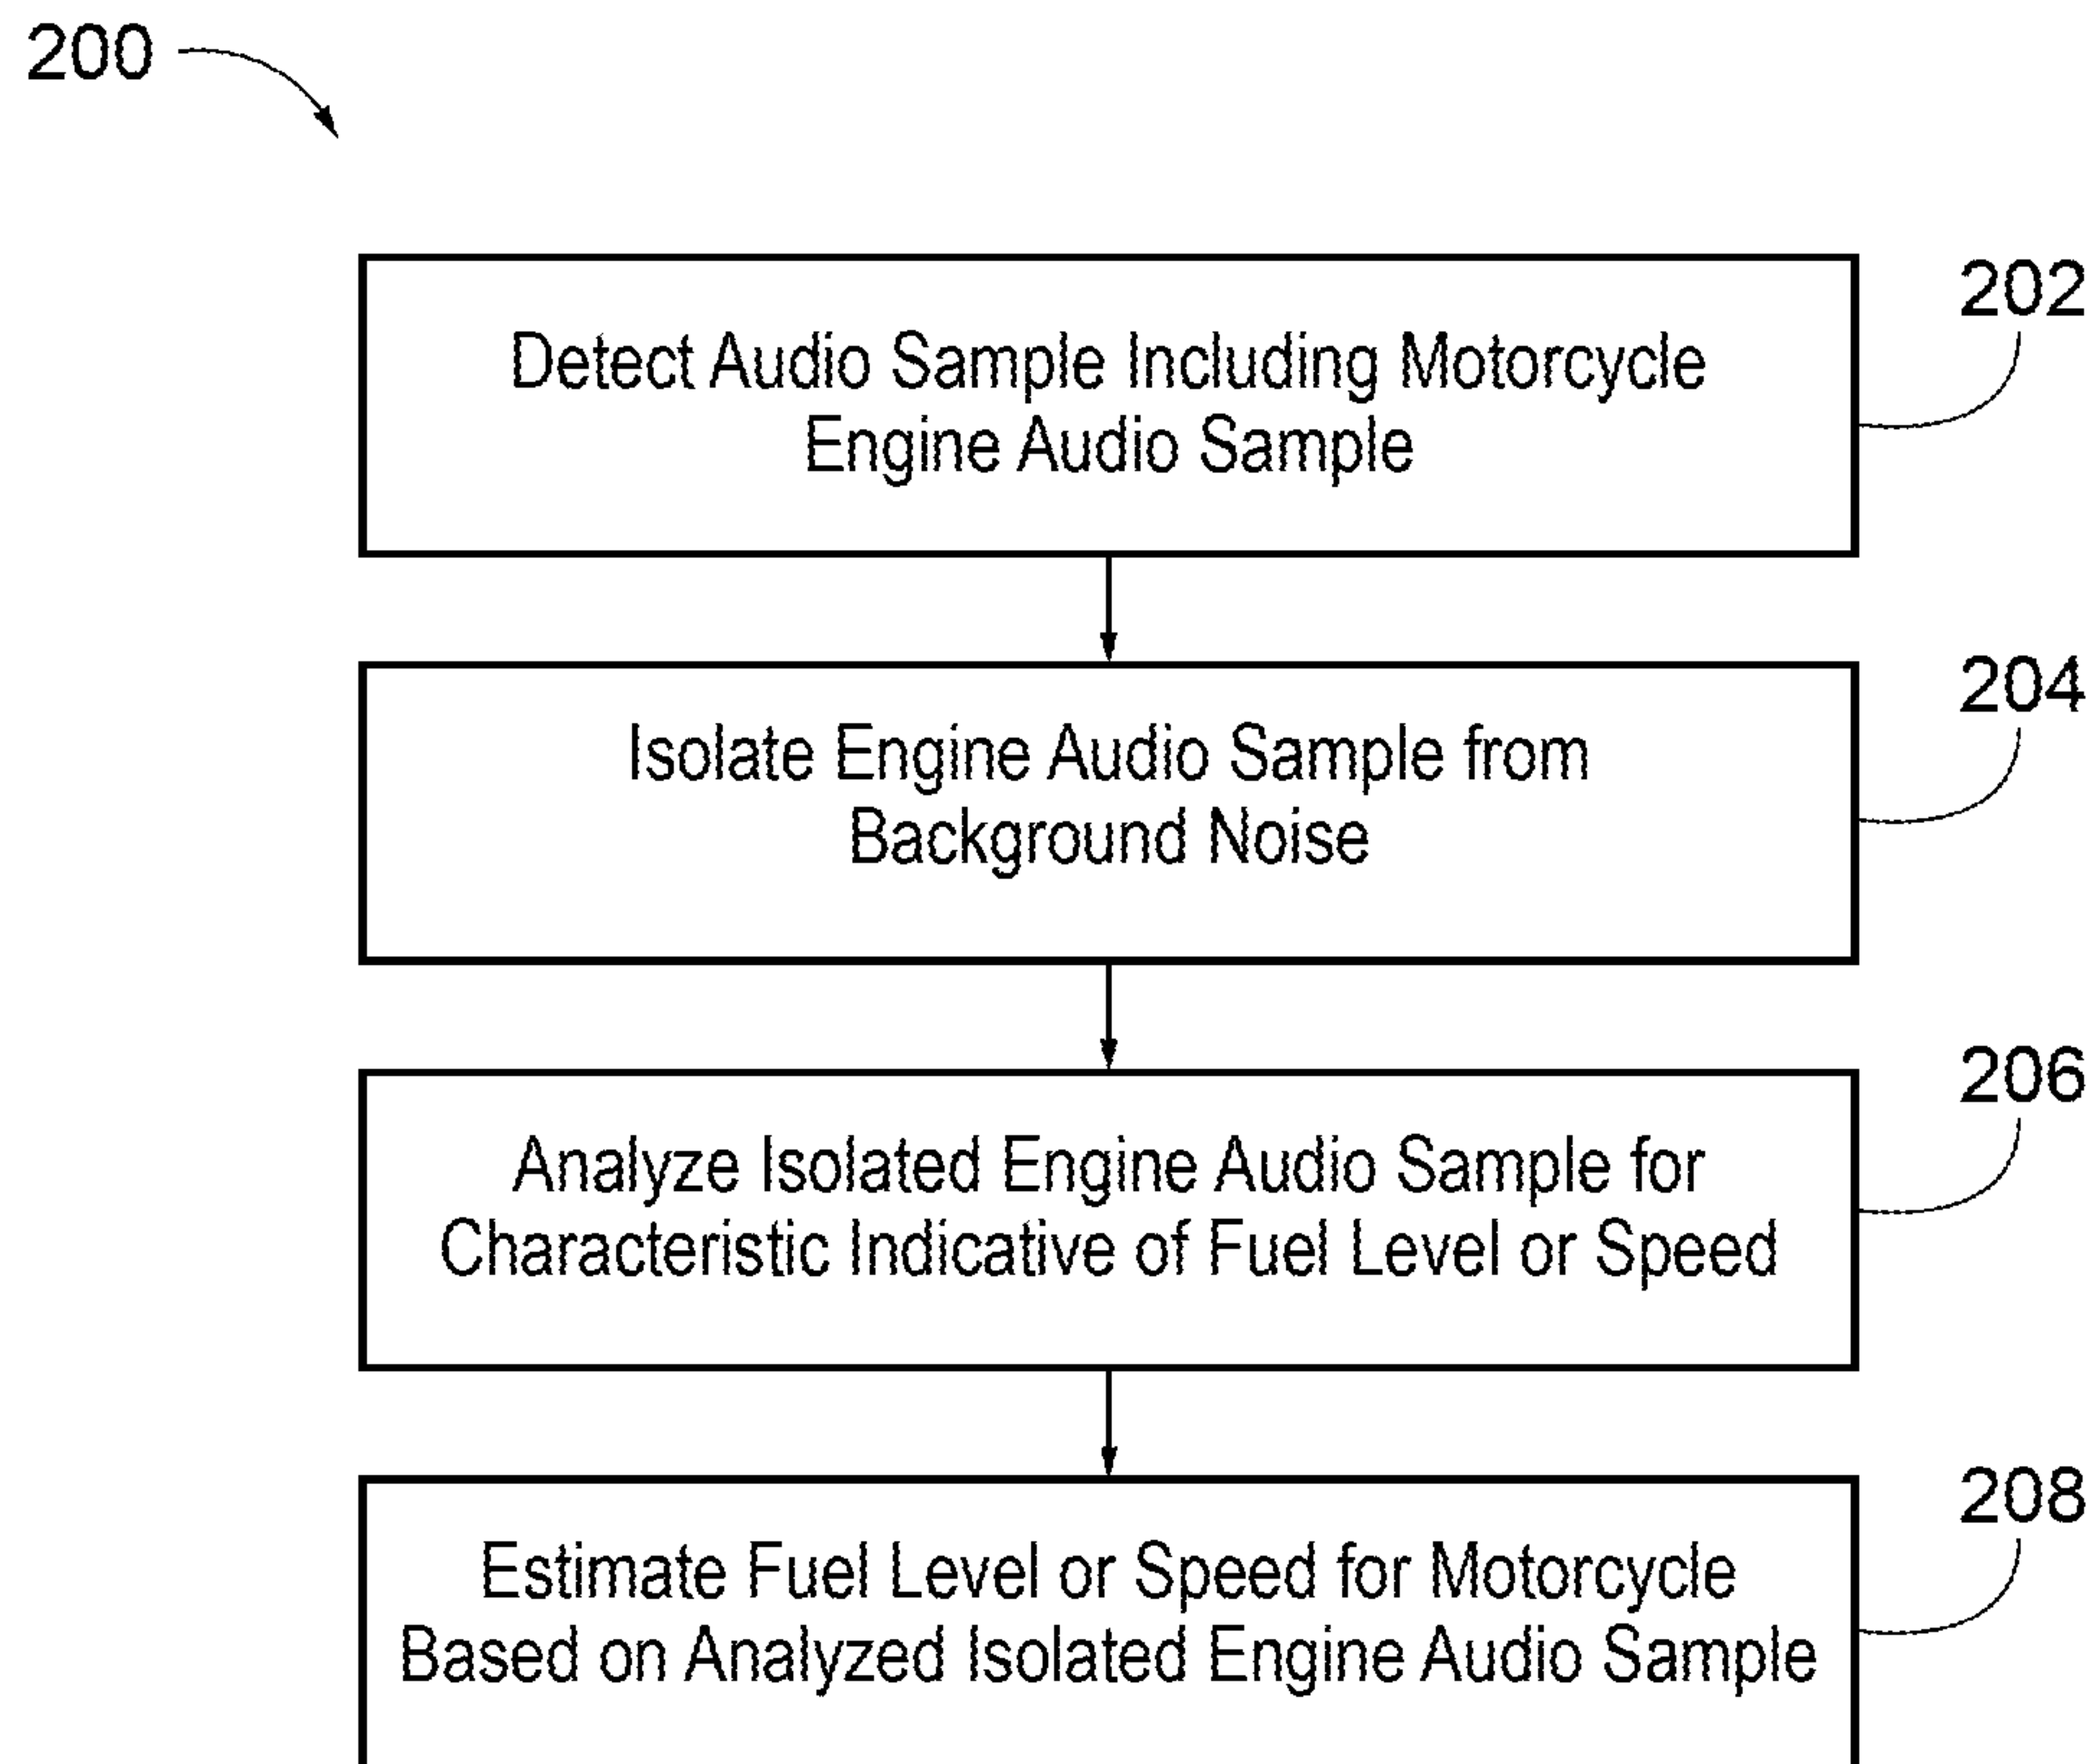 200
202
Detect Audio Sample Including Motorcycle
Engine Audio Sample
204
Isolate Engine Audio Sample from
Background Noise
206
Analyze Isolated Engine Audio Sample for
Characteristic Indicative of Fuel Level or Speed
208
Estimate Fuel Level or Speed for Motorcycle
Based on Analyzed Isolated Engine Audio Sample